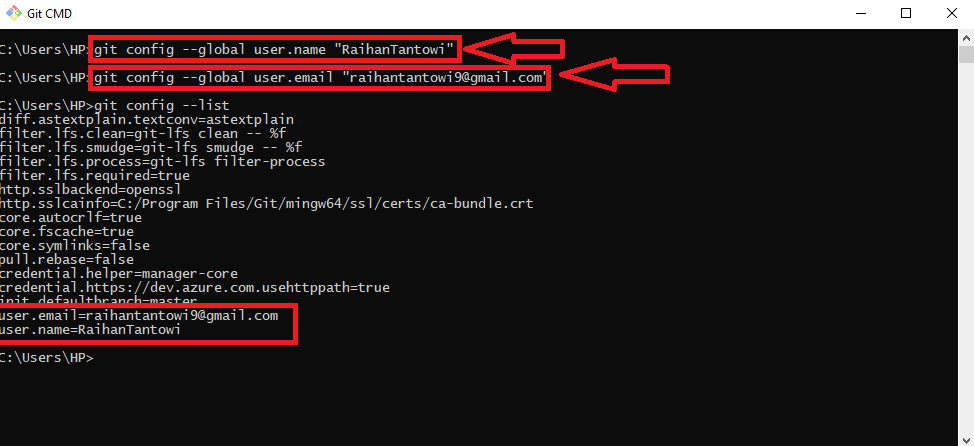 Git CMD
C:\Users\HP>git config --global user.name "RaihanTantowi"
C:\Users\HP>git config --global user.email "raihantantowi9@gmail.com"
C:\Users\HP>git config --list
diff.astextplain.textconv=astextplain
filter.lfs.clean=git-lfs clean -- %f
filter.lfs.smudge=git-lfs smudge -- %f
filter.lfs.process=git-lfs filter-process
filter.lfs.required=true
http.sslbackend=openssl
http.sslcainfo=C:/Program Files/Git/mingw64/ssl/certs/ca-bundle.crt
core.autocrlf=true
core.fscache=true
core.symlinks=false
pull.rebase=false
credential.helper=manager-core
credential.https://dev.azure.com.usehttppath=true
init.defaultbranch=master
user.email=raihantantowi9@gmail.com
user.name=RaihanTantowi
C:\Users\HP>